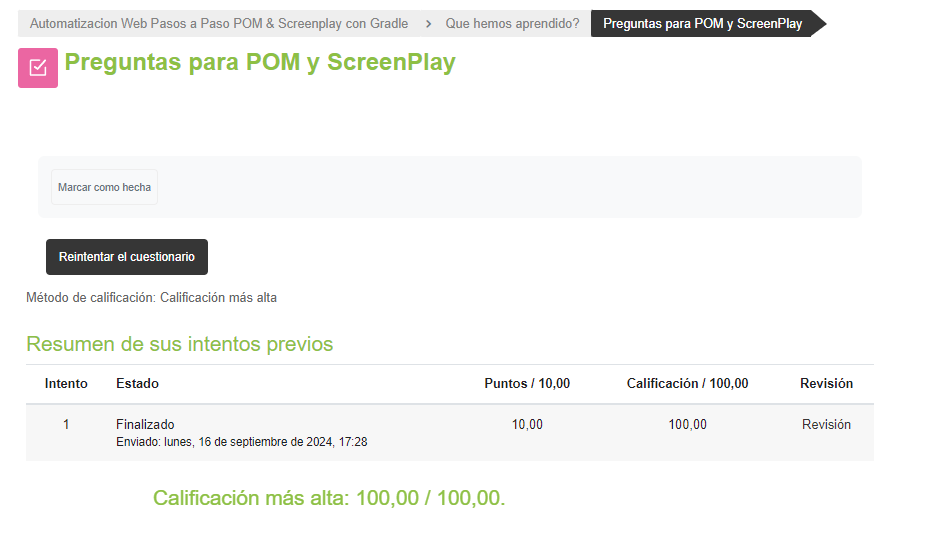 Automatizacion Web Pasos a Paso POM & Screenplay con Gradle > Que hemos aprendido? Preguntas para POM y ScreenPlay
Preguntas para POM y ScreenPlay
Marcar como hecha
Reintentar el cuestionario
Método de calificación: Calificación más alta
Resumen de sus intentos previos
Intento Estado Puntos / 10,00 Calificación / 100,00 Revisión
1 Finalizado 10,00 100,00 Revisión
Enviado: lunes, 16 de septiembre de 2024, 17:28
Calificación más alta: 100,00 / 100,00.